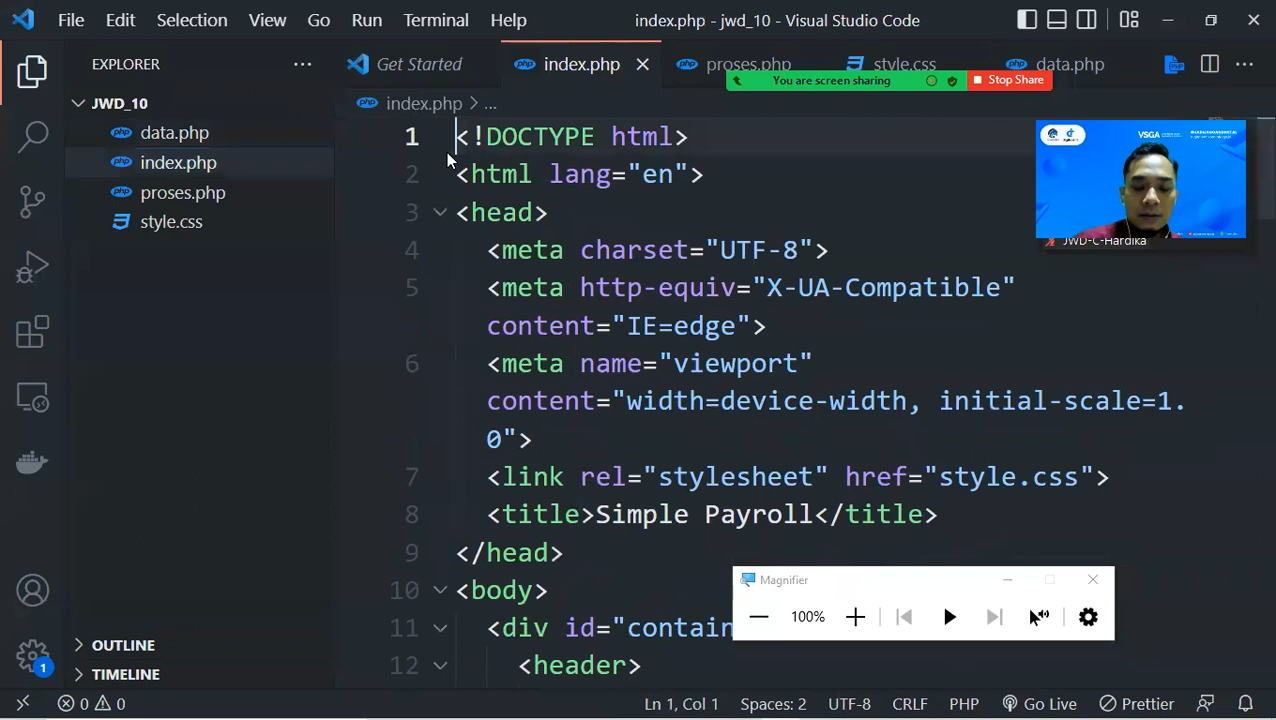 File Edit Selection View Go Run Terminal Help index.php - jwd_10 - Visual Studio Code
EXPLORER
Get Started index.php proses.php style.css data.php
You are screen sharing Stop Share
JWD_10
data.php
index.php
proses.php
style.css
index.php > ...
1 <!DOCTYPE html>
2 <html lang="en">
3 <head>
4 <meta charset="UTF-8">
5 <meta http-equiv="X-UA-Compatible"
content="IE=edge">
6 <meta name="viewport"
content="width=device-width, initial-scale=1.
0">
7 <link rel="stylesheet" href="style.css">
8 <title>Simple Payroll</title>
9 </head>
10 <body>
11 <div id="contain
12 <header>
VSGA
JWD-C-Hardika
Magnifier
100%
OUTLINE
TIMELINE
1
0 0 Ln 1, Col 1 Spaces: 2 UTF-8 CRLF PHP Go Live Prettier